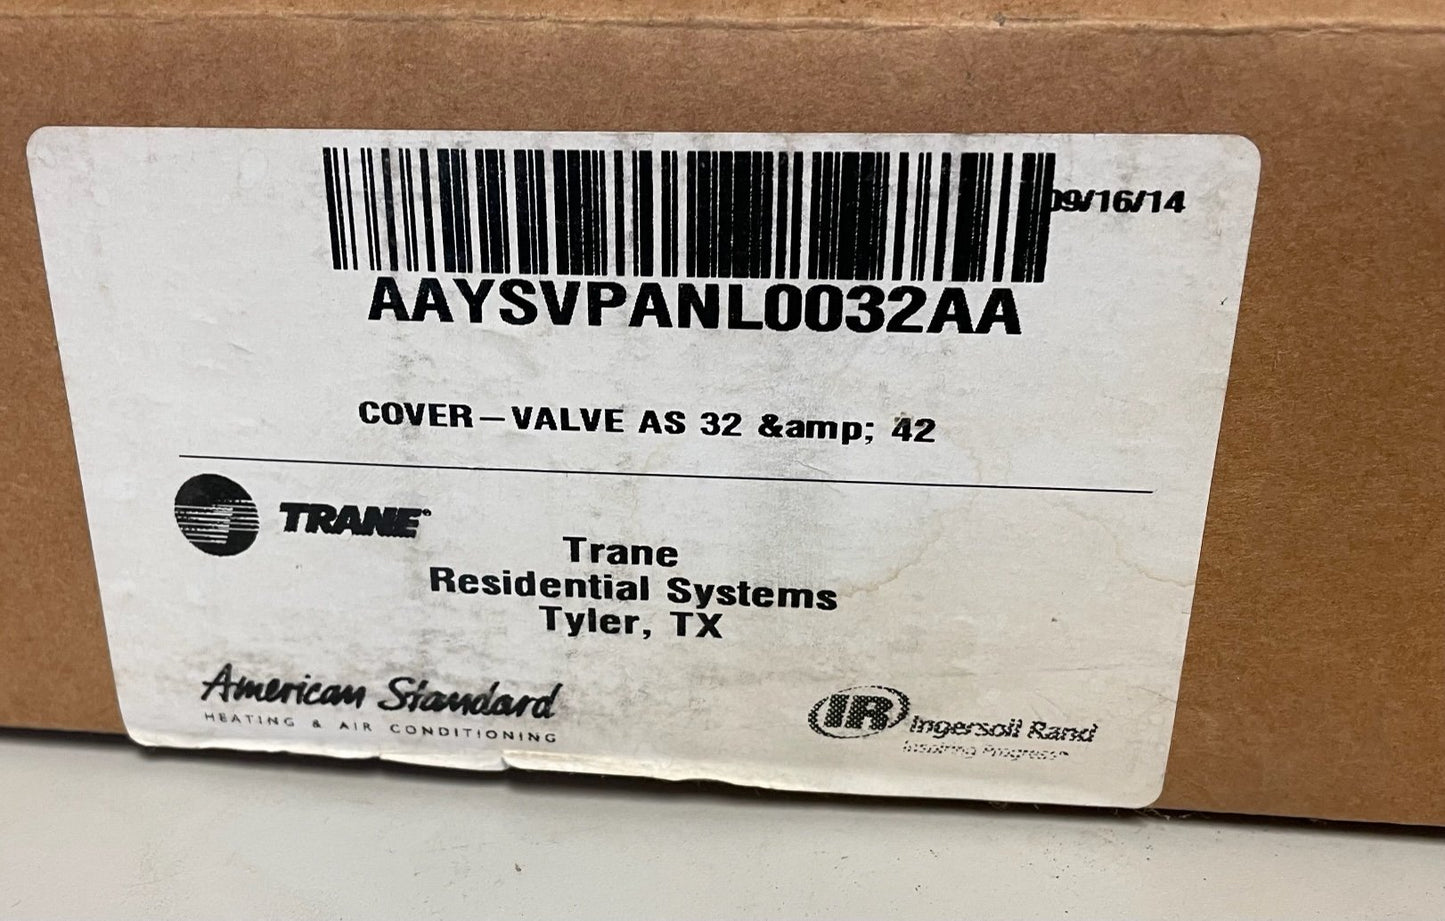 09/16/14
AAYSVPANL0032AA
COVER-VALVE AS 32 &amp; 42
TRANE®
Trane
Residential Systems
Tyler, TX
American Standard
HEATING & AIR CONDITIONING
IR Ingersoll Rand
Inspiring Progress™